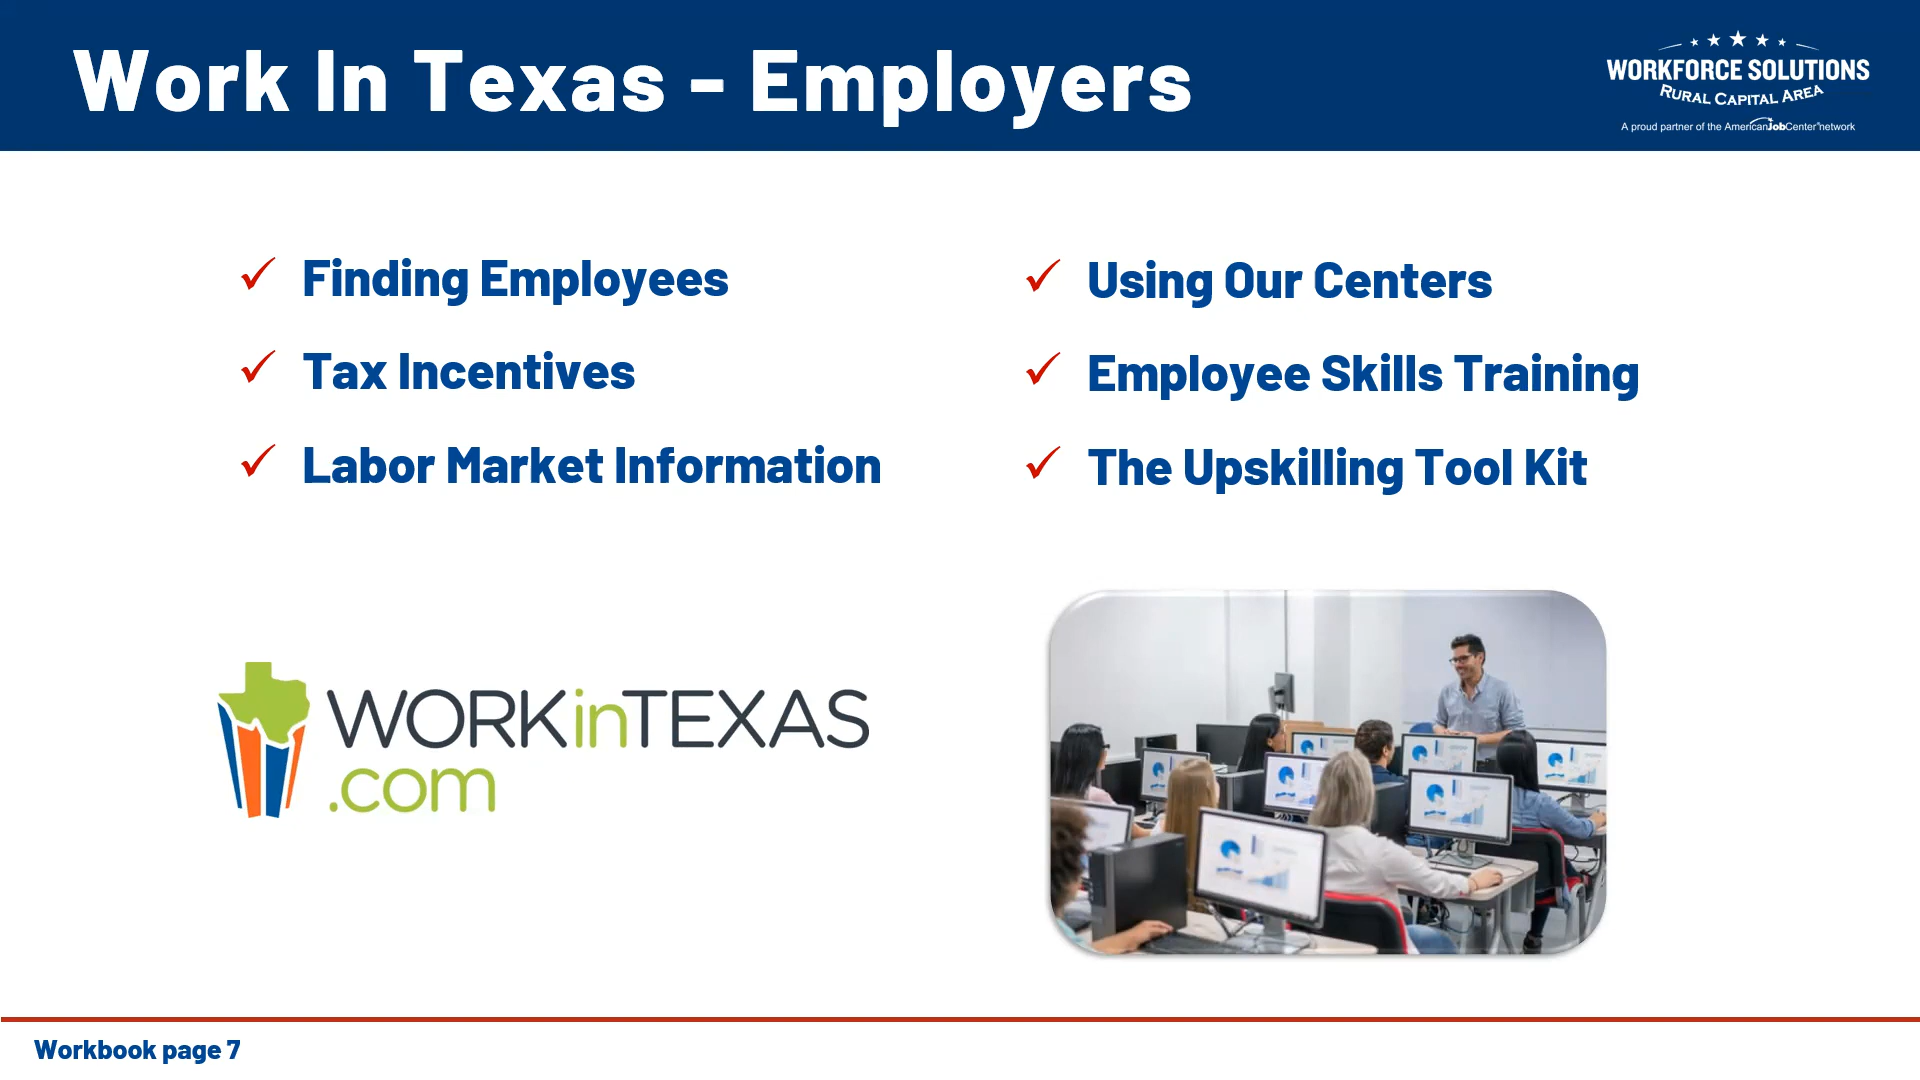 Work In Texas - Employers
WORKFORCE SOLUTIONS
RURAL CAPITAL AREA
A proud partner of the AmericanJobCenter®network
✓ Finding Employees
✓ Tax Incentives
✓ Labor Market Information
✓ Using Our Centers
✓ Employee Skills Training
✓ The Upskilling Tool Kit
WORKinTEXAS
.com
Workbook page 7